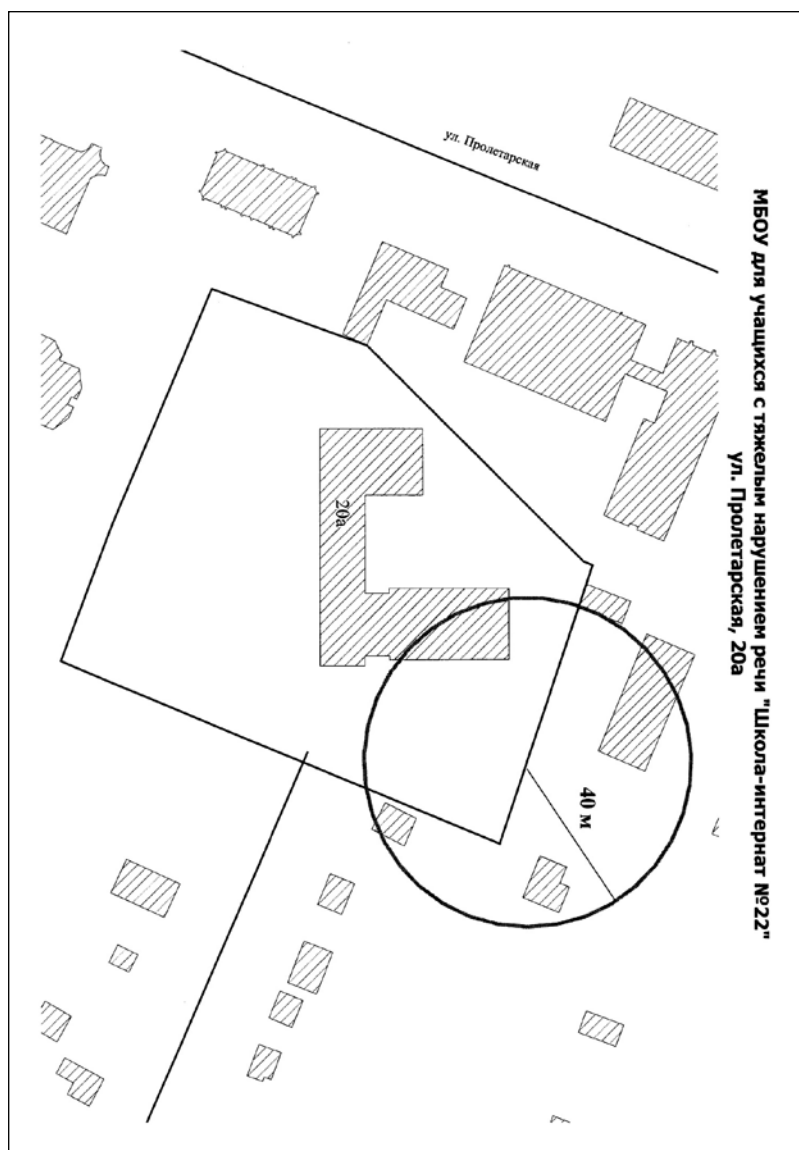 МБОУ для учащихся с тяжелым нарушением речи "Школа-интернат №22"
ул. Пролетарская, 20а
ул. Пролетарская
20а
40 м